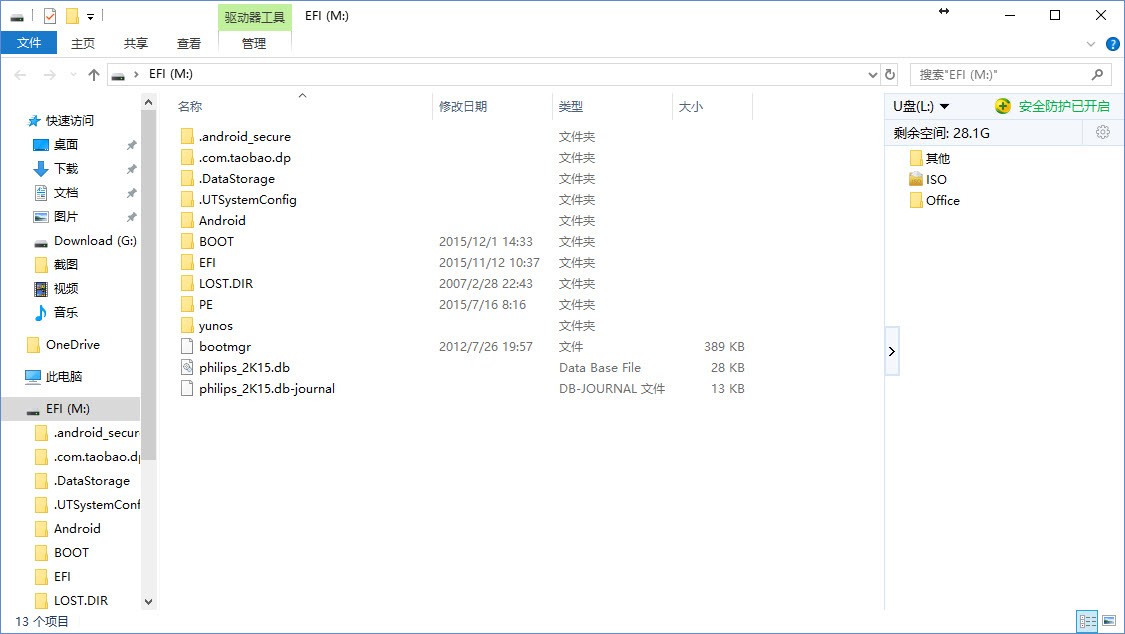 驱动器工具 EFI (M:)
文件 主页 共享 查看 管理
EFI (M:) 搜索"EFI (M:)"
快速访问
桌面
下载
文档
图片
Download (G:)
截图
视频
音乐
OneDrive
此电脑
EFI (M:)
.android_secur
.com.taobao.dp
.DataStorage
.UTSystemConf
Android
BOOT
EFI
LOST.DIR
名称 修改日期 类型 大小
.android_secure 文件夹
.com.taobao.dp 文件夹
.DataStorage 文件夹
.UTSystemConfig 文件夹
Android 文件夹
BOOT 2015/12/1 14:33 文件夹
EFI 2015/11/12 10:37 文件夹
LOST.DIR 2007/2/28 22:43 文件夹
PE 2015/7/16 8:16 文件夹
yunos 文件夹
bootmgr 2012/7/26 19:57 文件 389 KB
philips_2K15.db Data Base File 28 KB
philips_2K15.db-journal DB-JOURNAL 文件 13 KB
U盘(L:) 安全防护已开启
剩余空间: 28.1G
其他
ISO
Office
13 个项目